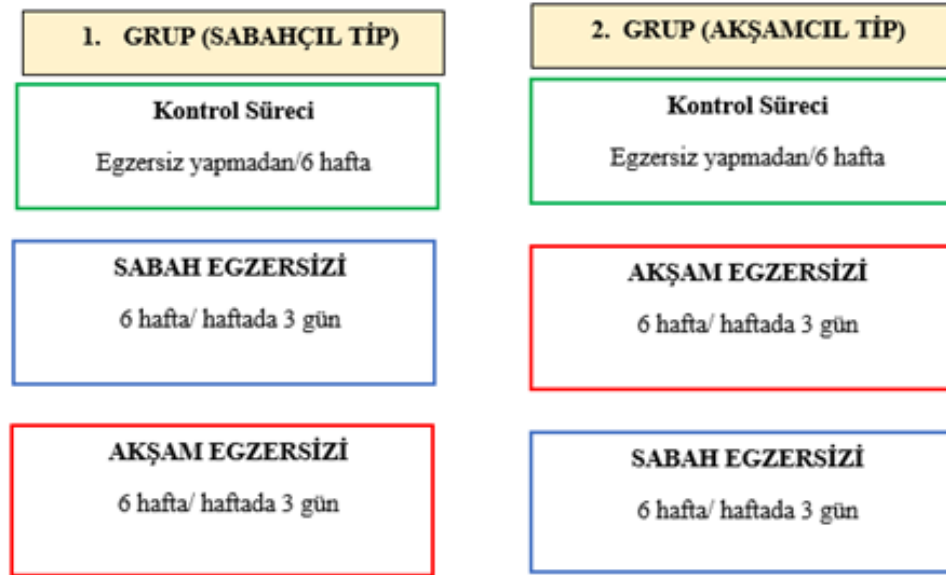 1. GRUP (SABAHÇIL TİP)
Kontrol Süreci
Egzersiz yapmadan/6 hafta
SABAH EGZERSİZİ
6 hafta/ haftada 3 gün
AKŞAM EGZERSİZİ
6 hafta/ haftada 3 gün
2. GRUP (AKŞAMCIL TİP)
Kontrol Süreci
Egzersiz yapmadan/6 hafta
AKŞAM EGZERSİZİ
6 hafta/ haftada 3 gün
SABAH EGZERSİZİ
6 hafta/ haftada 3 gün